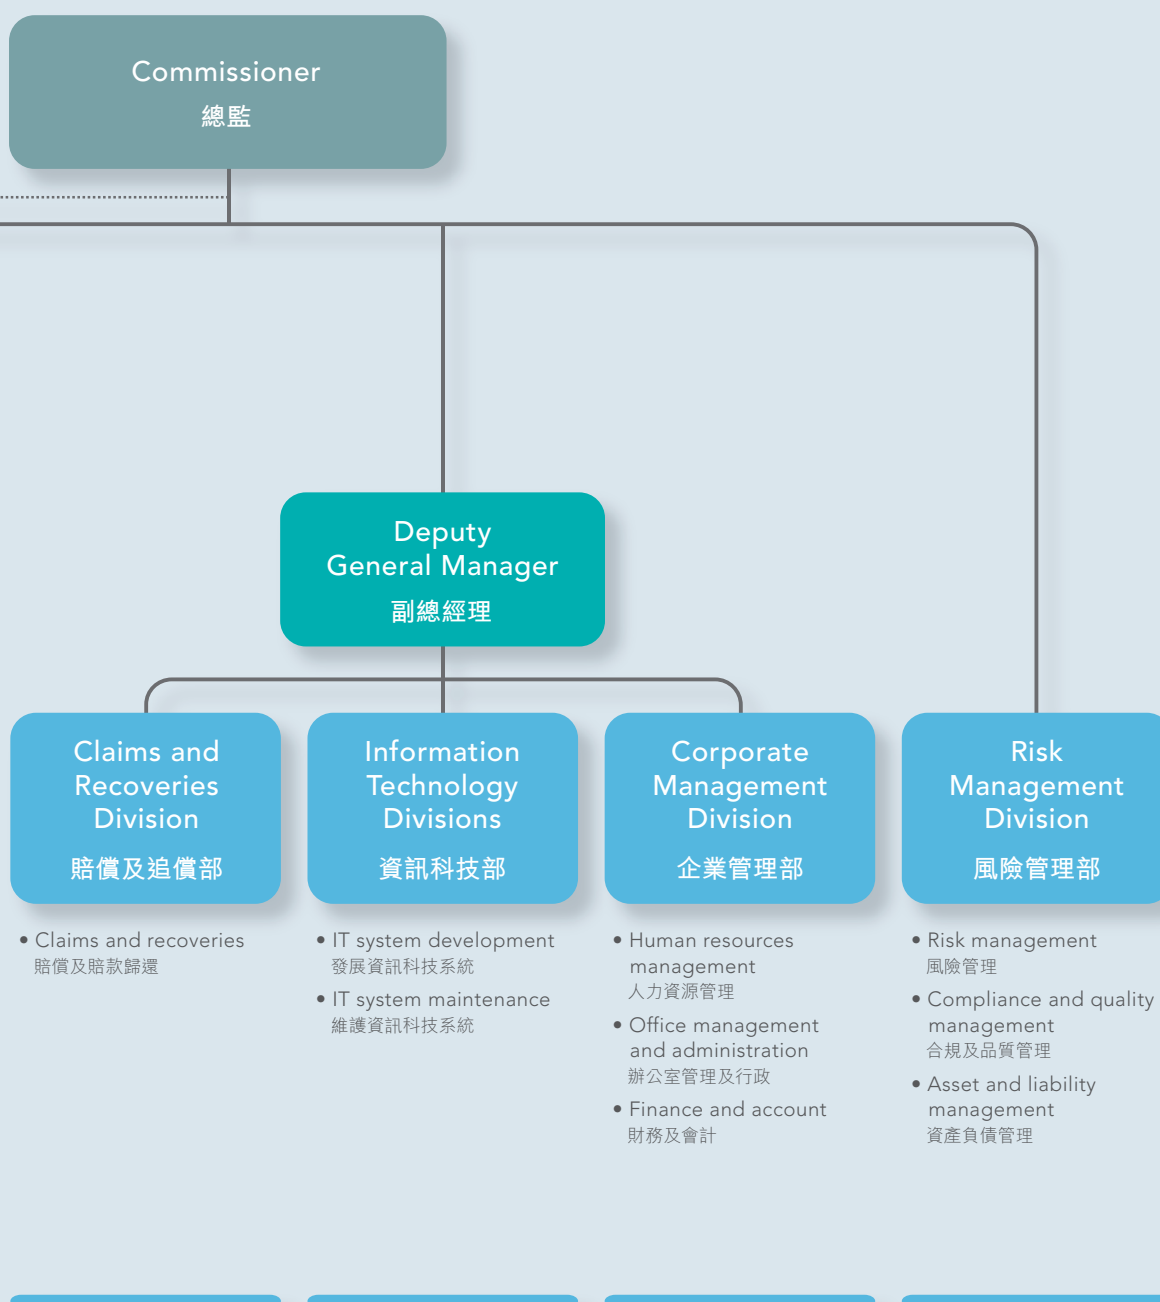 Commissioner
總監
Deputy
General Manager
副總經理
Claims and
Recoveries
Division
賠償及追償部
• Claims and recoveries
賠償及賠款歸還
Information
Technology
Divisions
資訊科技部
• IT system development
發展資訊科技系統
• IT system maintenance
維護資訊科技系統
Corporate
Management
Division
企業管理部
• Human resources
management
人力資源管理
• Office management
and administration
辦公室管理及行政
• Finance and account
財務及會計
Risk
Management
Division
風險管理部
• Risk management
風險管理
• Compliance and quality
management
合規及品質管理
• Asset and liability
management
資產負債管理